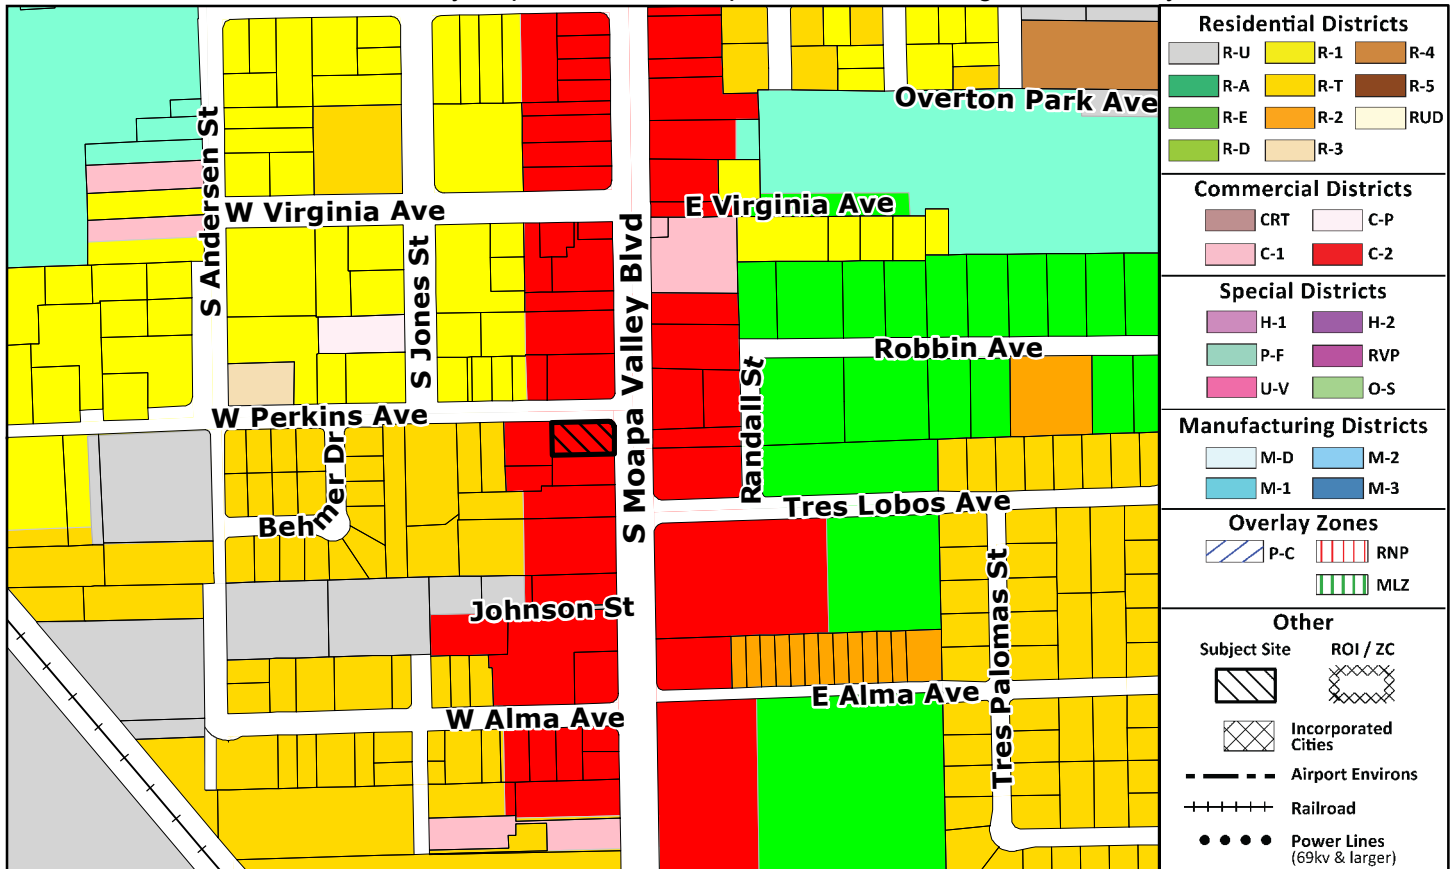 Overton Park Ave
S Andersen St
W Virginia Ave
E Virginia Ave
S Jones St
S Moapa Valley Blvd
Robbin Ave
Randall St
W Perkins Ave
Behmer Dr
Tres Lobos Ave
Tres Palomas St
Johnson St
E Alma Ave
W Alma Ave
Residential Districts
R-U R-1 R-4
R-A R-T R-5
R-E R-2 RUD
R-D R-3
Commercial Districts
CRT C-P
C-1 C-2
Special Districts
H-1 H-2
P-F RVP
U-V O-S
Manufacturing Districts
M-D M-2
M-1 M-3
Overlay Zones
P-C RNP
MLZ
Other
Subject Site ROI / ZC
Incorporated
Cities
Airport Environs
Railroad
Power Lines
(69kv & larger)